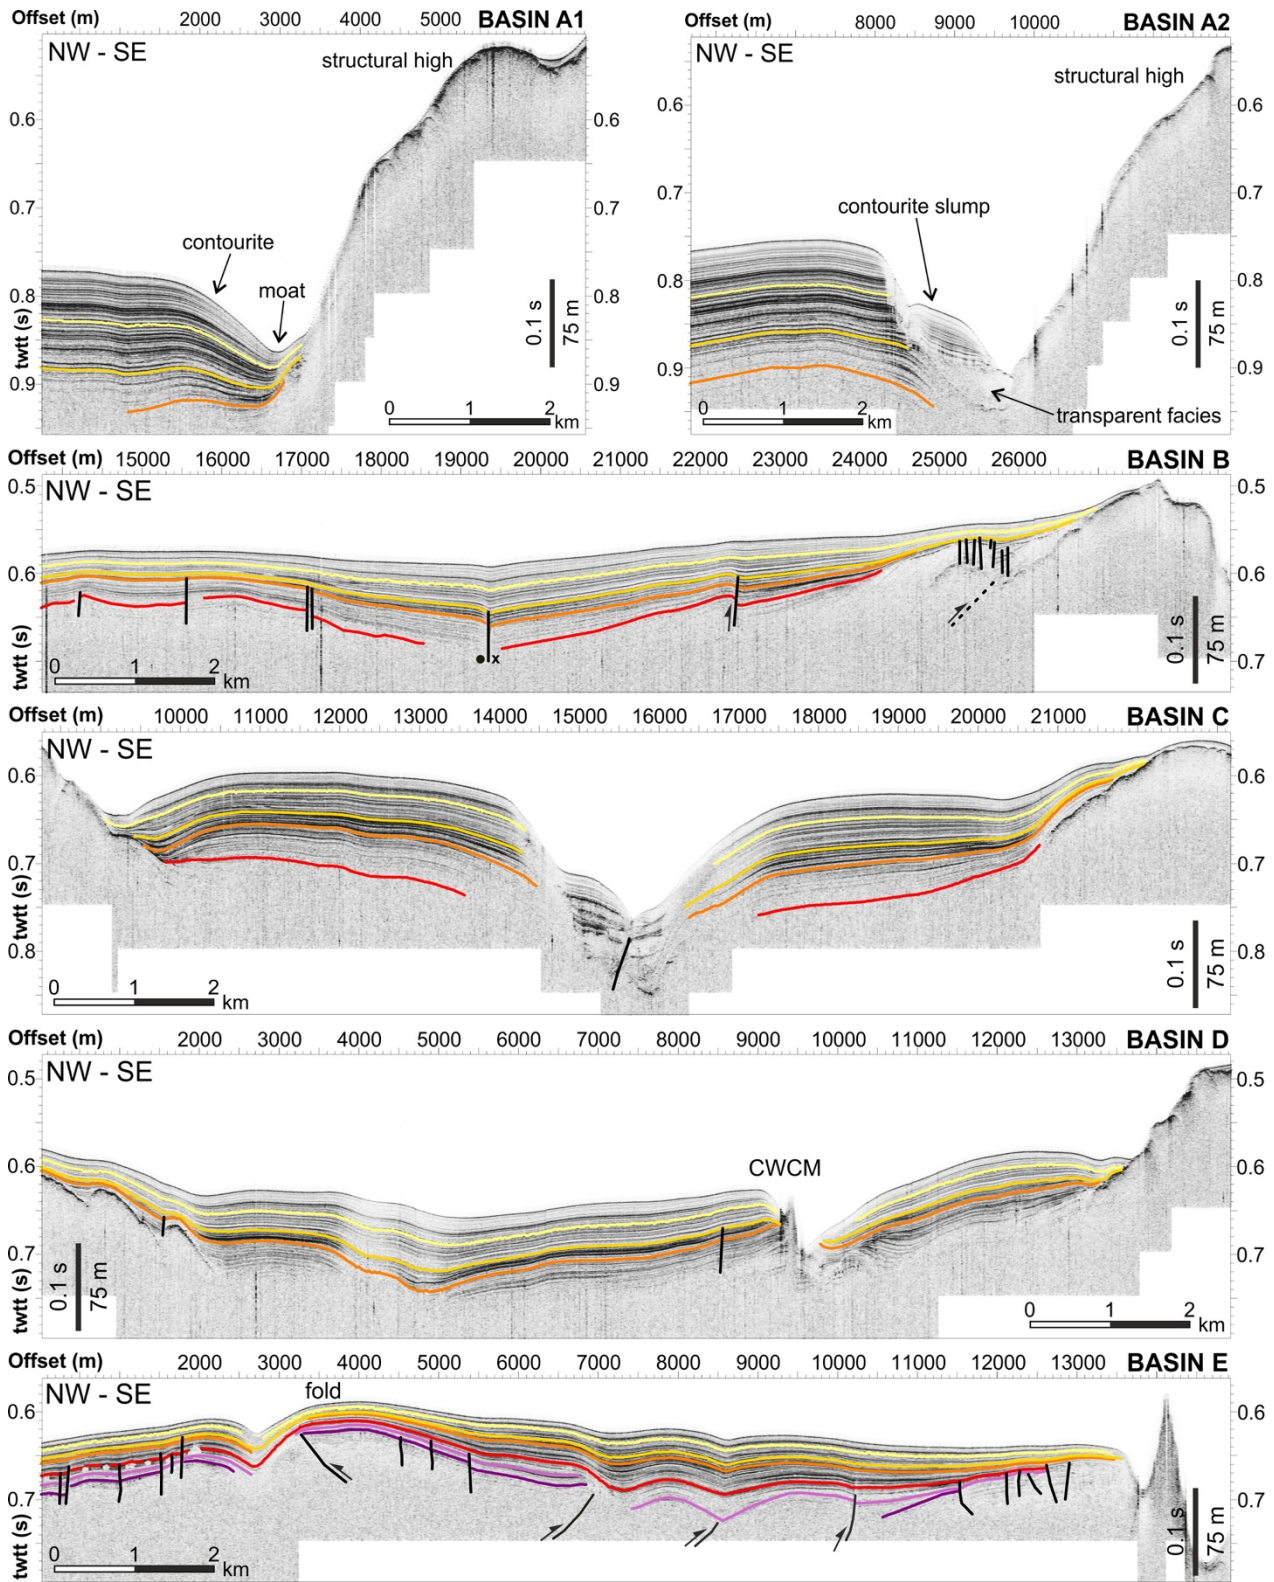 Offset (m) 2000 3000 4000 5000 BASIN A1
NW - SE
structural high
0.6 0.6
0.7 0.7
contourite
moat
0.8 0.8
0.1 s
75 m
twtt (s)
0.9 0.9
0 1 2
km
Offset (m) 8000 9000 10000 BASIN A2
NW - SE
structural high
0.6 0.6
0.7 0.7
contourite slump
0.8 0.8
0.1 s
75 m
0.9 0.9
transparent facies
0 1 2
km
Offset (m) 15000 16000 17000 18000 19000 20000 21000 22000 23000 24000 25000 26000 BASIN B
0.5 NW - SE 0.5
0.6 0.6
twtt (s)
x
0.1 s
75 m
0.7
0 1 2
km
Offset (m) 10000 11000 12000 13000 14000 15000 16000 17000 18000 19000 20000 21000 BASIN C
NW - SE
0.6 0.6
0.7 0.7
twtt (s)
0.8 0.8
0.1 s
75 m
0 1 2
km
Offset (m) 2000 3000 4000 5000 6000 7000 8000 9000 10000 11000 12000 13000 BASIN D
NW - SE
0.5 0.5
0.6 0.6
CWCM
0.7 0.7
twtt (s)
0.1 s
75 m
0 1 2
km
Offset (m) 2000 3000 4000 5000 6000 7000 8000 9000 10000 11000 12000 13000 BASIN E
NW - SE
fold
0.6 0.6
0.7 0.7
twtt (s)
0.1 s
75 m
0 1 2
km